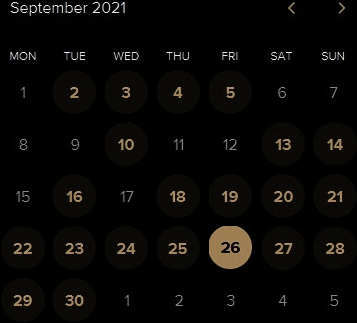 September 2021
MON TUE WED THU FRI SAT SUN
1 2 3 4 5 6 7
8 9 10 11 12 13 14
15 16 17 18 19 20 21
22 23 24 25 26 27 28
29 30 1 2 3 4 5